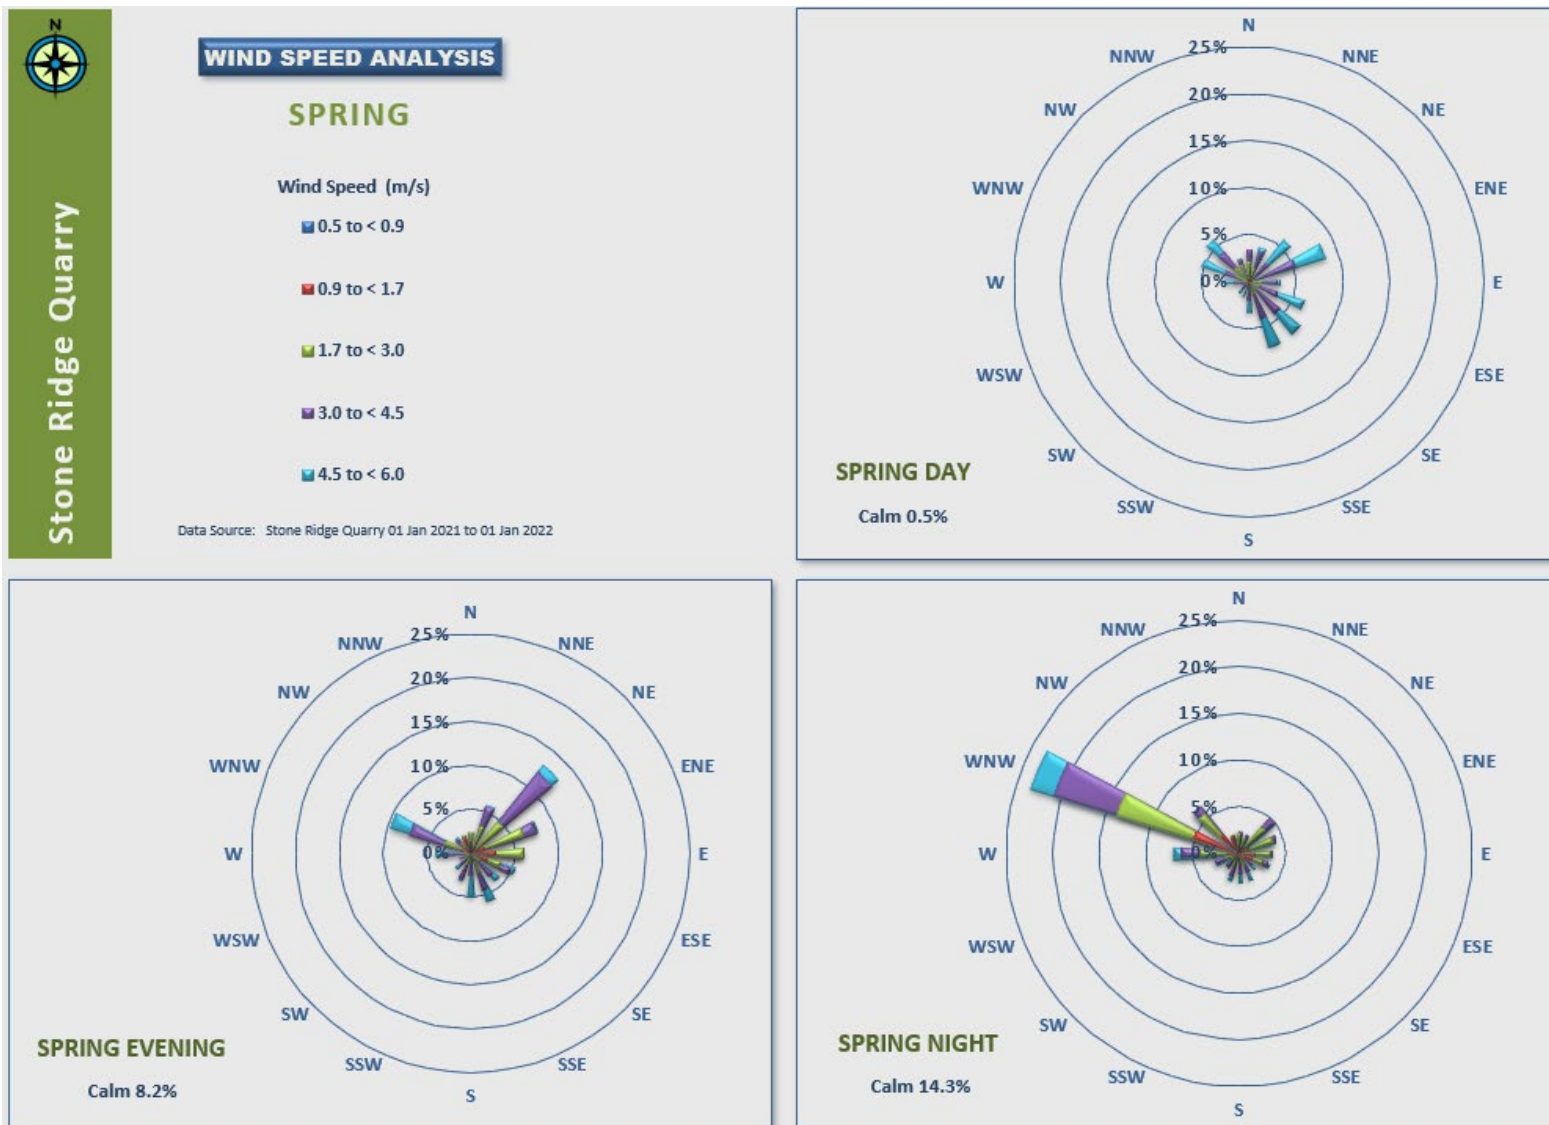 N
Stone Ridge Quarry
WIND SPEED ANALYSIS
SPRING
Wind Speed (m/s)
0.5 to < 0.9
0.9 to < 1.7
1.7 to < 3.0
3.0 to < 4.5
4.5 to < 6.0
Data Source: Stone Ridge Quarry 01 Jan 2021 to 01 Jan 2022
N
NNE
NE
ENE
E
ESE
SE
SSE
S
SSW
SW
WSW
W
WNW
NW
NNW
25%
20%
15%
10%
5%
0%
SPRING DAY
Calm 0.5%
N
NNE
NE
ENE
E
ESE
SE
SSE
S
SSW
SW
WSW
W
WNW
NW
NNW
25%
20%
15%
10%
5%
0%
SPRING EVENING
Calm 8.2%
N
NNE
NE
ENE
E
ESE
SE
SSE
S
SSW
SW
WSW
W
WNW
NW
NNW
25%
20%
15%
10%
5%
0%
SPRING NIGHT
Calm 14.3%